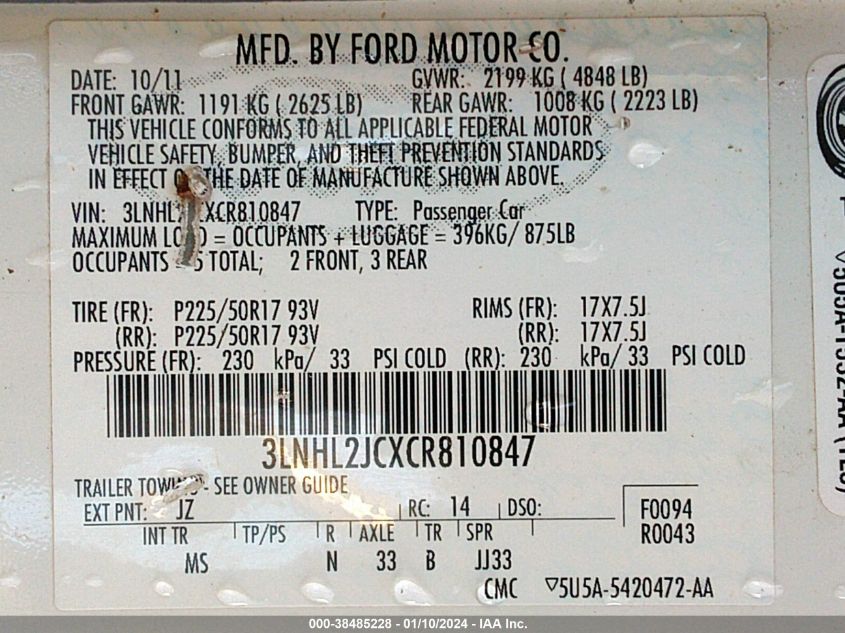 MFD. BY FORD MOTOR CO.
DATE: 10/11 GVWR: 2199 KG ( 4848 LB)
FRONT GAWR: 1191 KG ( 2625 LB) REAR GAWR: 1008 KG ( 2223 LB)
THIS VEHICLE CONFORMS TO ALL APPLICABLE FEDERAL MOTOR
VEHICLE SAFETY, BUMPER, AND THEFT PREVENTION STANDARDS
IN EFFECT THE DATE OF MANUFACTURE SHOWN ABOVE.
VIN: TYPE: Passenger Car
MAXIMUM = OCCUPANTS + LUGGAGE = 396KG/ 875LB
OCCUPANTS = 5 TOTAL; 2 FRONT, 3 REAR
TIRE (FR): P225/50R17 93V RIMS (FR): 17X7.5J
(RR): P225/50R17 93V (RR): 17X7.5J
PRESSURE (FR): 230 kPa/ 33 PSI COLD (RR): 230 kPa/ 33 PSI COLD
3LNHL2JCXCR810847
TRAILER - SEE OWNER GUIDE
EXT PNT: JZ RC: 14 DSO: F0094
R0043
INT TR TP/PS R AXLE TR SPR
MS N 33 B JJ33
CMC ▽5U5A-5420472-AA
000-38485228 - 01/10/2024 - IAA Inc.